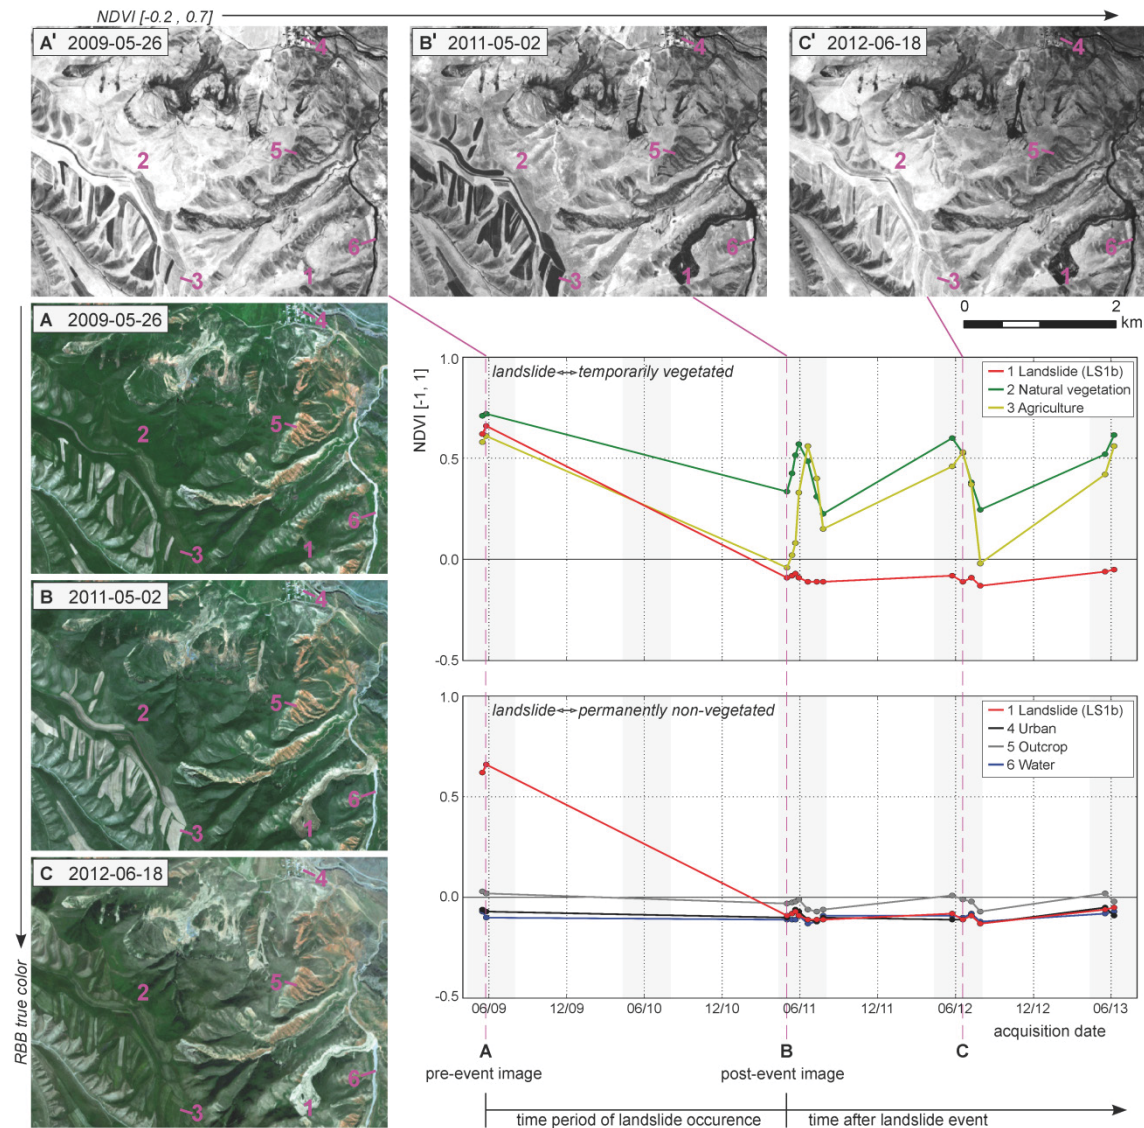 NDVI [-0.2 , 0.7]
A' 2009-05-26
B' 2011-05-02
C' 2012-06-18
4
4
4
2
5
2
5
2
5
6
6
6
3
1
3
1
3
1
0 2
km
A 2009-05-26
4
2
5
6
3
1
B 2011-05-02
4
2
5
6
3
1
C 2012-06-18
4
2
5
6
3
1
RBB true color
NDVI [-1, 1]
1.0
0.5
0.0
-0.5
landslide⇔temporarily vegetated
1 Landslide (LS1b)
2 Natural vegetation
3 Agriculture
1.0
0.5
0.0
-0.5
landslide⇔permanently non-vegetated
1 Landslide (LS1b)
4 Urban
5 Outcrop
6 Water
06/09 12/09 06/10 12/10 06/11 12/11 06/12 12/12 06/13
acquisition date
A B C
pre-event image post-event image
time period of landslide occurence time after landslide event